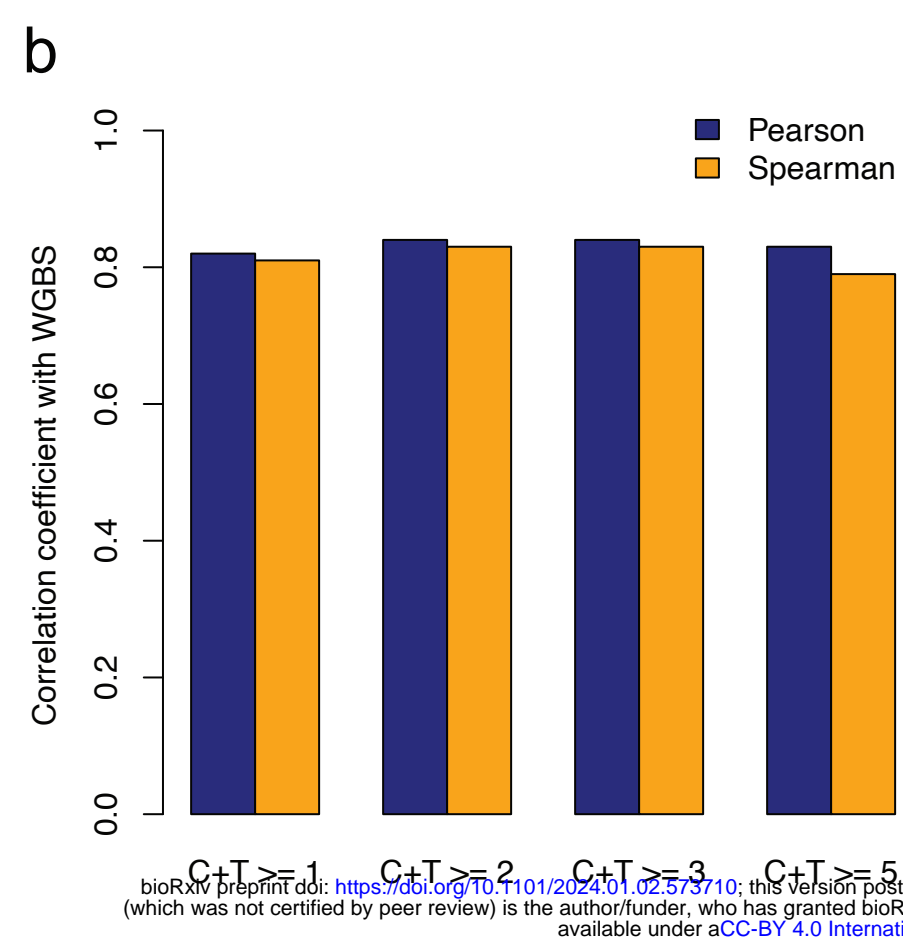 b
Pearson
Spearman
Correlation coefficient with WGBS
1.0
0.8
0.6
0.4
0.2
0.0
C+T >= 1 C+T >= 2 C+T >= 3 C+T >= 5
bioRxiv preprint doi: https://doi.org/10.1101/2024.01.02.573710; this version post
(which was not certified by peer review) is the author/funder, who has granted bioR
available under aCC-BY 4.0 Internati